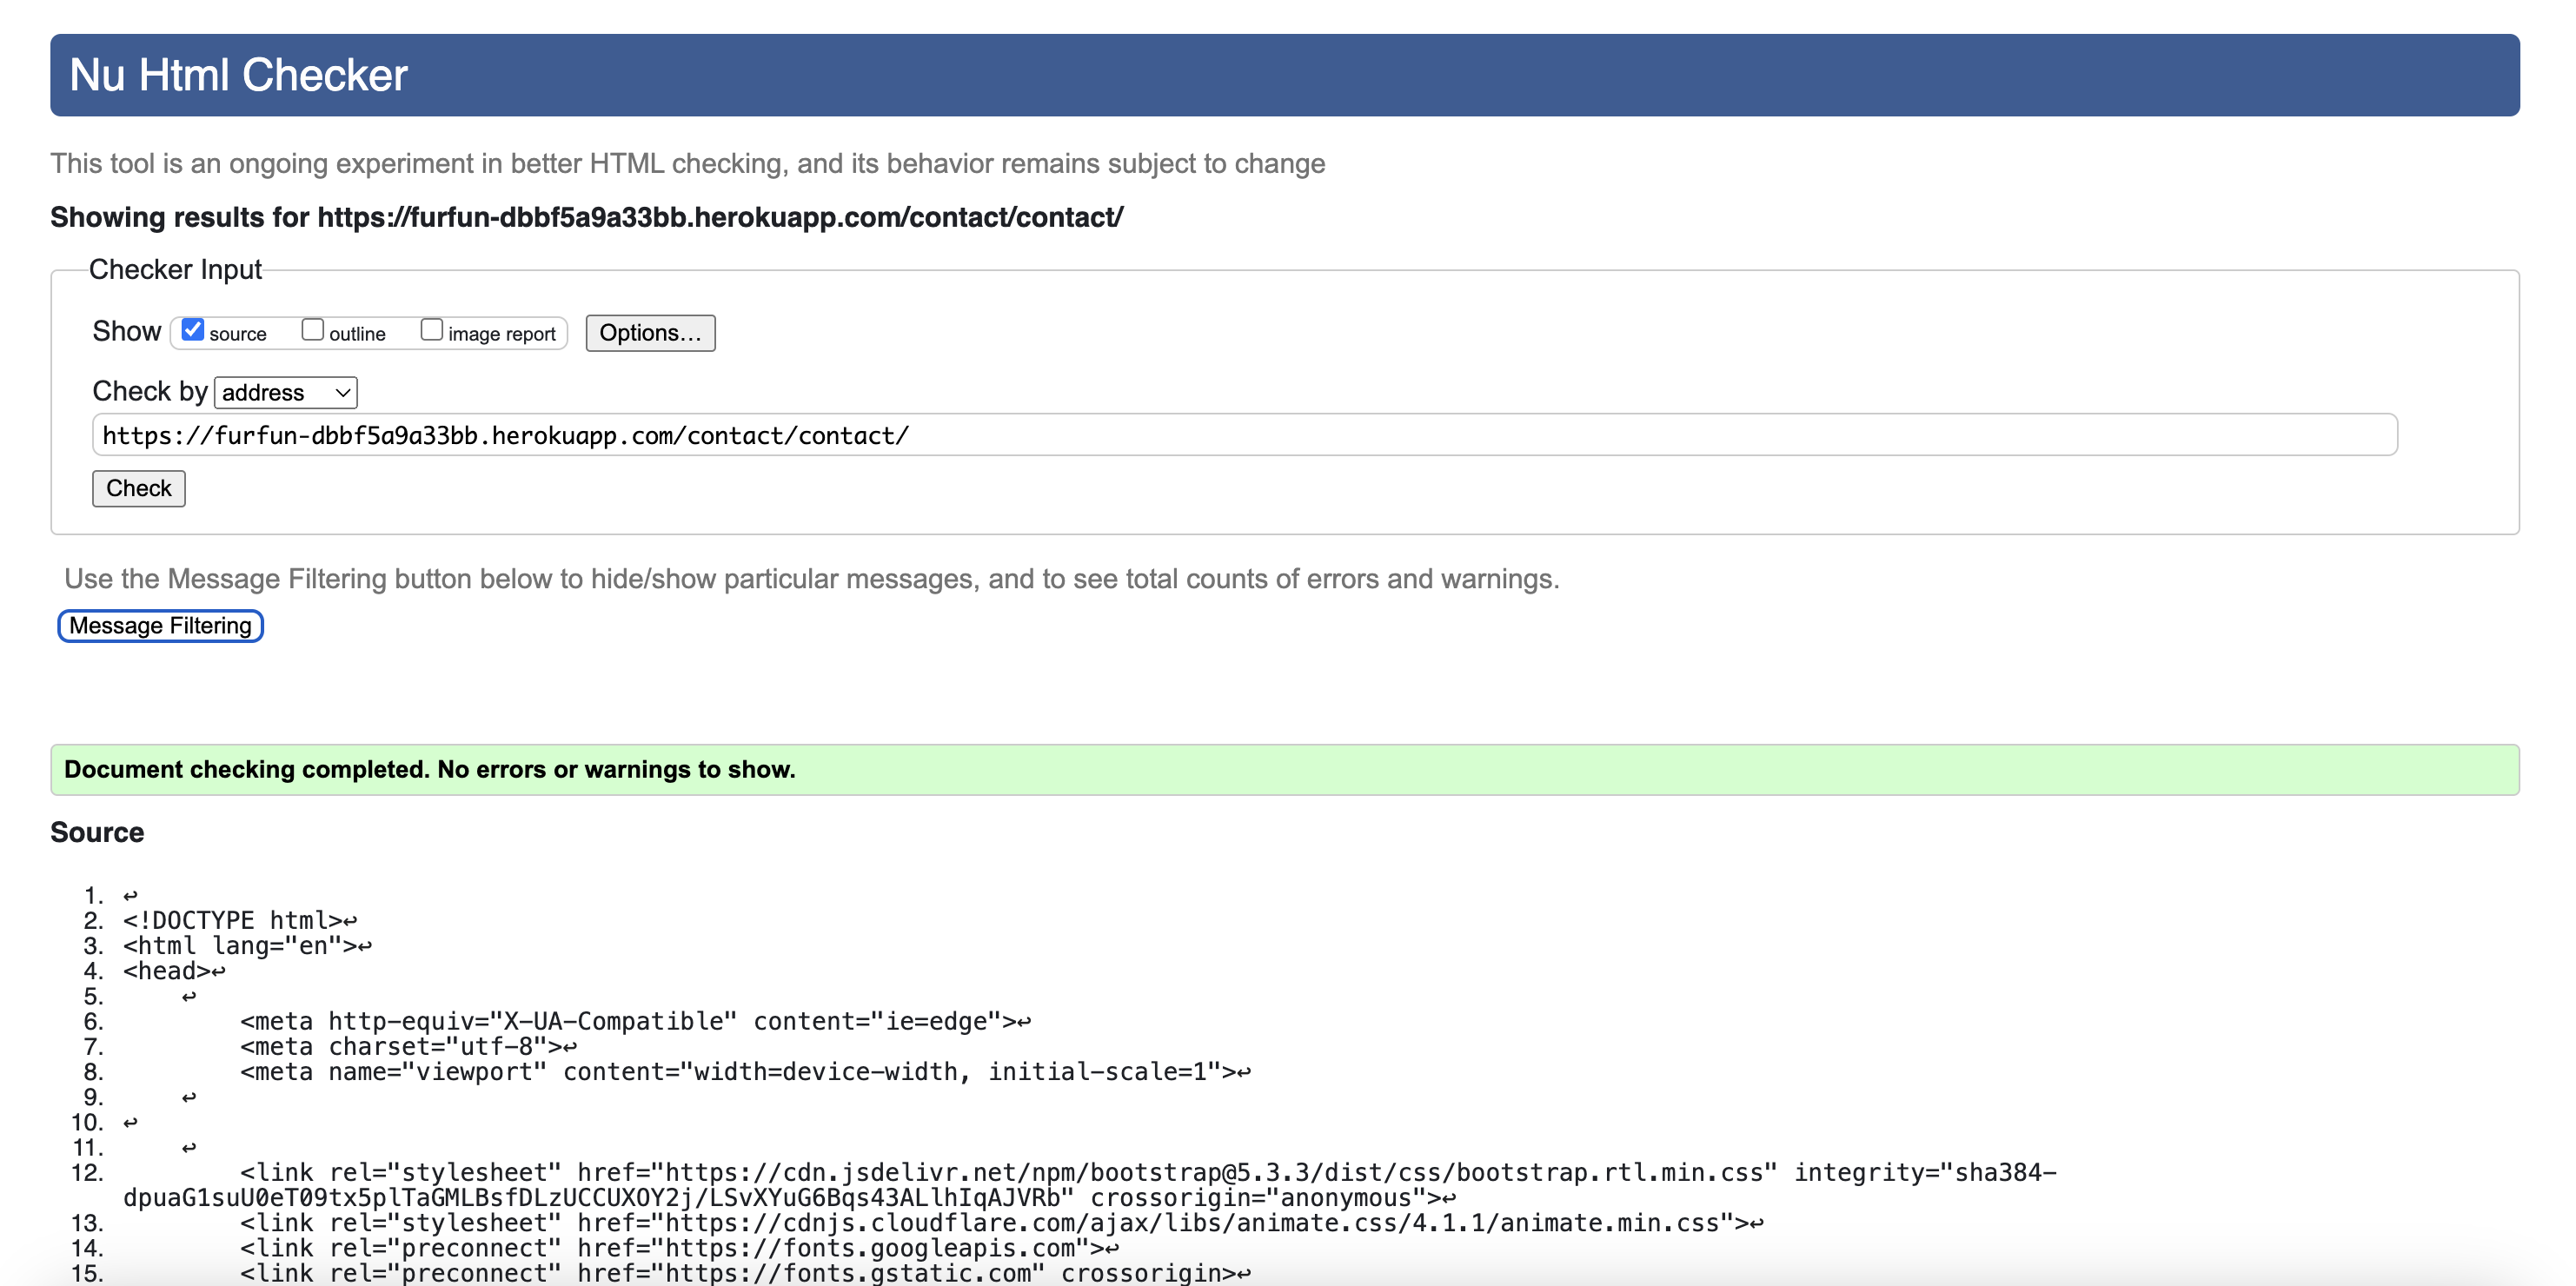 Nu Html Checker
This tool is an ongoing experiment in better HTML checking, and its behavior remains subject to change
Showing results for https://furfun-dbbf5a9a33bb.herokuapp.com/contact/contact/
Checker Input
Show source outline image report Options...
Check by address
https://furfun-dbbf5a9a33bb.herokuapp.com/contact/contact/
Check
Use the Message Filtering button below to hide/show particular messages, and to see total counts of errors and warnings.
Message Filtering
Document checking completed. No errors or warnings to show.
Source
1. ↩
2. <!DOCTYPE html>↩
3. <html lang="en">↩
4. <head>↩
5. ↩
6. <meta http-equiv="X-UA-Compatible" content="ie=edge">↩
7. <meta charset="utf-8">↩
8. <meta name="viewport" content="width=device-width, initial-scale=1">↩
9. ↩
10. ↩
11. ↩
12. <link rel="stylesheet" href="https://cdn.jsdelivr.net/npm/bootstrap@5.3.3/dist/css/bootstrap.rtl.min.css" integrity="sha384-
dpuaG1suU0eT09tx5plTaGMLBsfDLzUCCUXOY2j/LSvXYuG6Bqs43ALlhIqAJVRb" crossorigin="anonymous">↩
13. <link rel="stylesheet" href="https://cdnjs.cloudflare.com/ajax/libs/animate.css/4.1.1/animate.min.css">↩
14. <link rel="preconnect" href="https://fonts.googleapis.com">↩
15. <link rel="preconnect" href="https://fonts.gstatic.com" crossorigin>↩